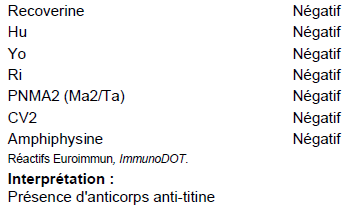 Recoverine Négatif
Hu Négatif
Yo Négatif
Ri Négatif
PNMA2 (Ma2/Ta) Négatif
CV2 Négatif
Amphiphysine Négatif
Réactifs Euroimmun, ImmunoDOT.
Interprétation :
Présence d'anticorps anti-titine